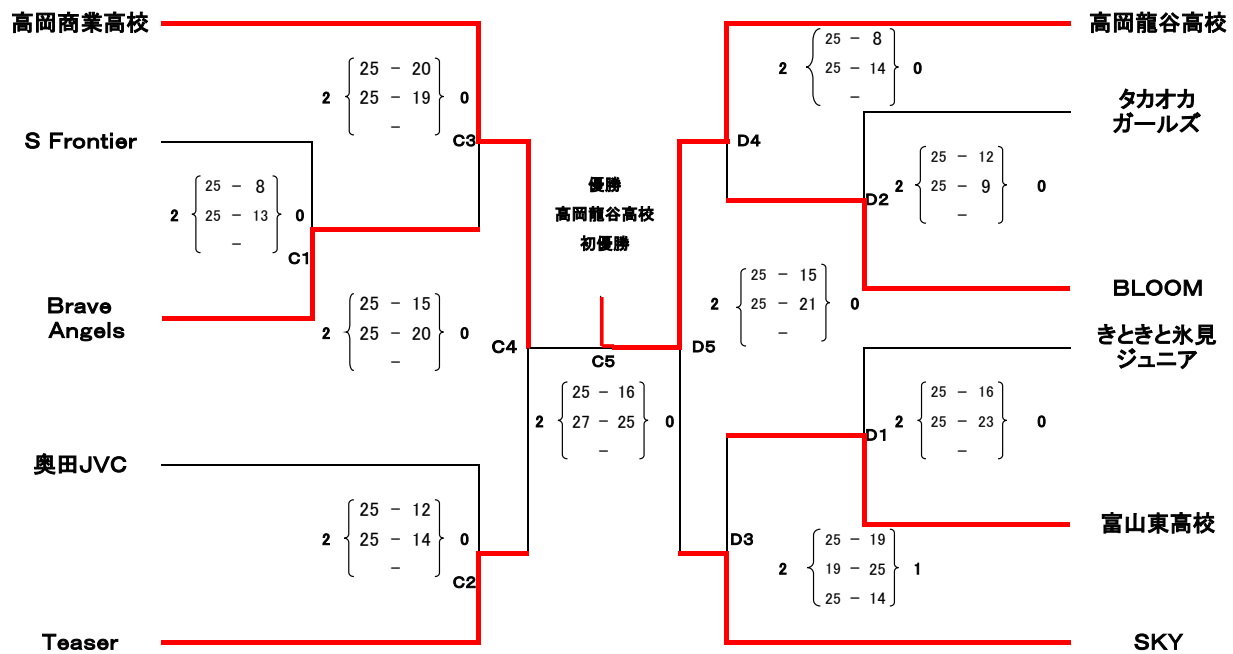 高岡商業高校
25 - 20
2 25 - 19 0
-
C3
S Frontier
25 - 8
2 25 - 13 0
-
C1
Brave
Angels
25 - 15
2 25 - 20 0
-
C4
奥田JVC
25 - 12
2 25 - 14 0
-
C2
Teaser
優勝
高岡龍谷高校
初優勝
C5
25 - 16
2 27 - 25 0
-
高岡龍谷高校
25 - 8
2 25 - 14 0
-
D4
タカオカ
ガールズ
25 - 12
2 25 - 9 0
-
D2
BLOOM
25 - 15
2 25 - 21 0
-
D5
きときと氷見
ジュニア
25 - 16
2 25 - 23 0
-
D1
富山東高校
D3
25 - 19
2 19 - 25 1
25 - 14
SKY